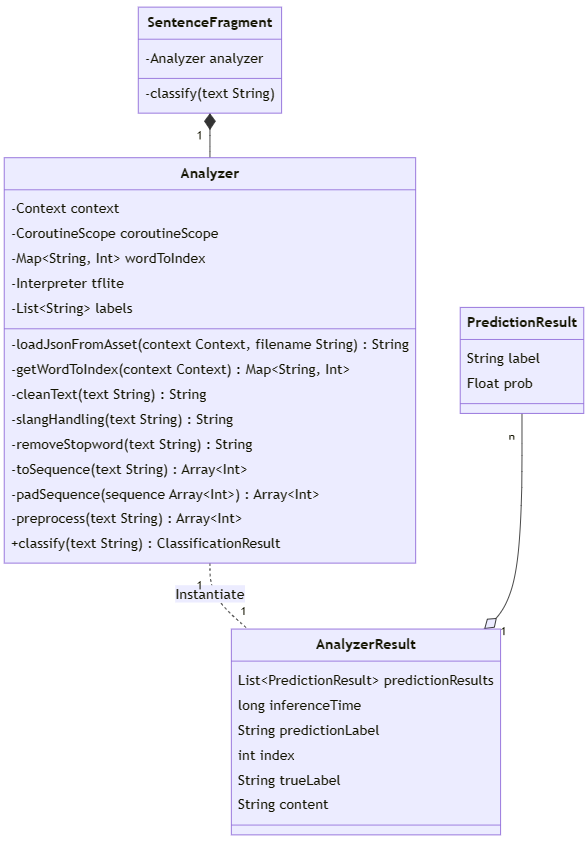 SentenceFragment
-Analyzer analyzer
-classify(text String)
1
Analyzer
-Context context
-CoroutineScope coroutineScope
-Map<String, Int> wordToIndex
-Interpreter tflite
-List<String> labels
-loadJsonFromAsset(context Context, filename String) : String
-getWordToIndex(context Context) : Map<String, Int>
-cleanText(text String) : String
-slangHandling(text String) : String
-removeStopword(text String) : String
-toSequence(text String) : Array<Int>
-padSequence(sequence Array<Int>) : Array<Int>
-preprocess(text String) : Array<Int>
+classify(text String) : ClassificationResult
PredictionResult
String label
Float prob
n
1
Instantiate
1
1
AnalyzerResult
List<PredictionResult> predictionResults
long inferenceTime
String predictionLabel
int index
String trueLabel
String content